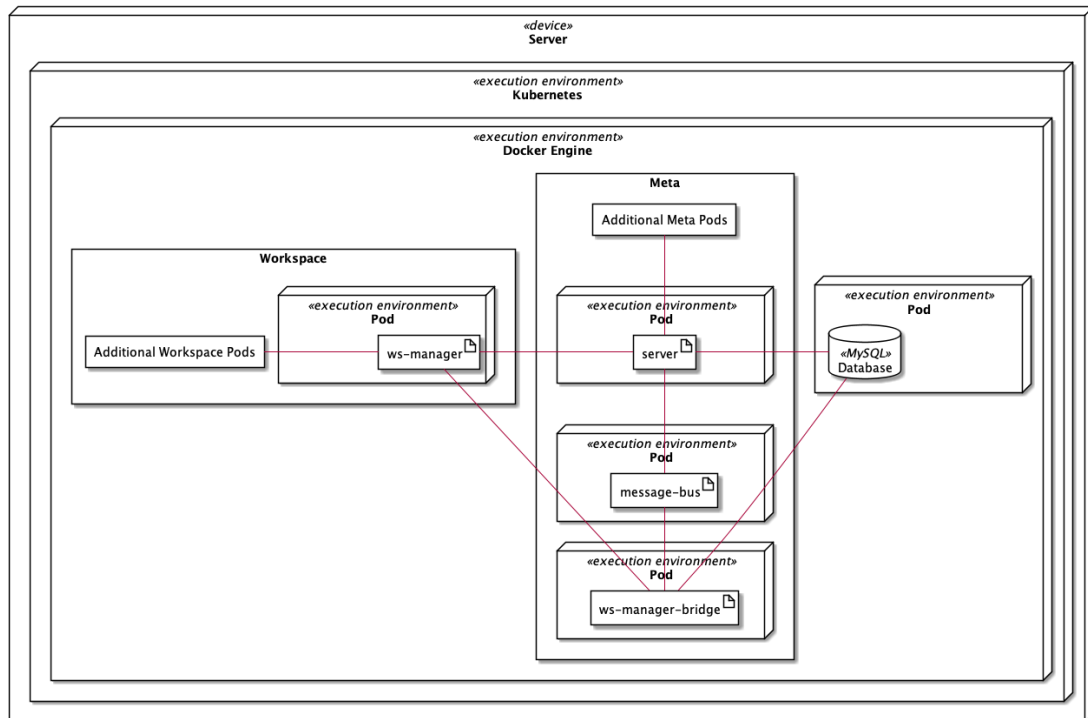 «device»
Server
«execution environment»
Kubernetes
«execution environment»
Docker Engine
Meta
Additional Meta Pods
Workspace
«execution environment»
Pod
ws-manager
Additional Workspace Pods
«execution environment»
Pod
server
«execution environment»
Pod
«MySQL»
Database
«execution environment»
Pod
message-bus
«execution environment»
Pod
ws-manager-bridge